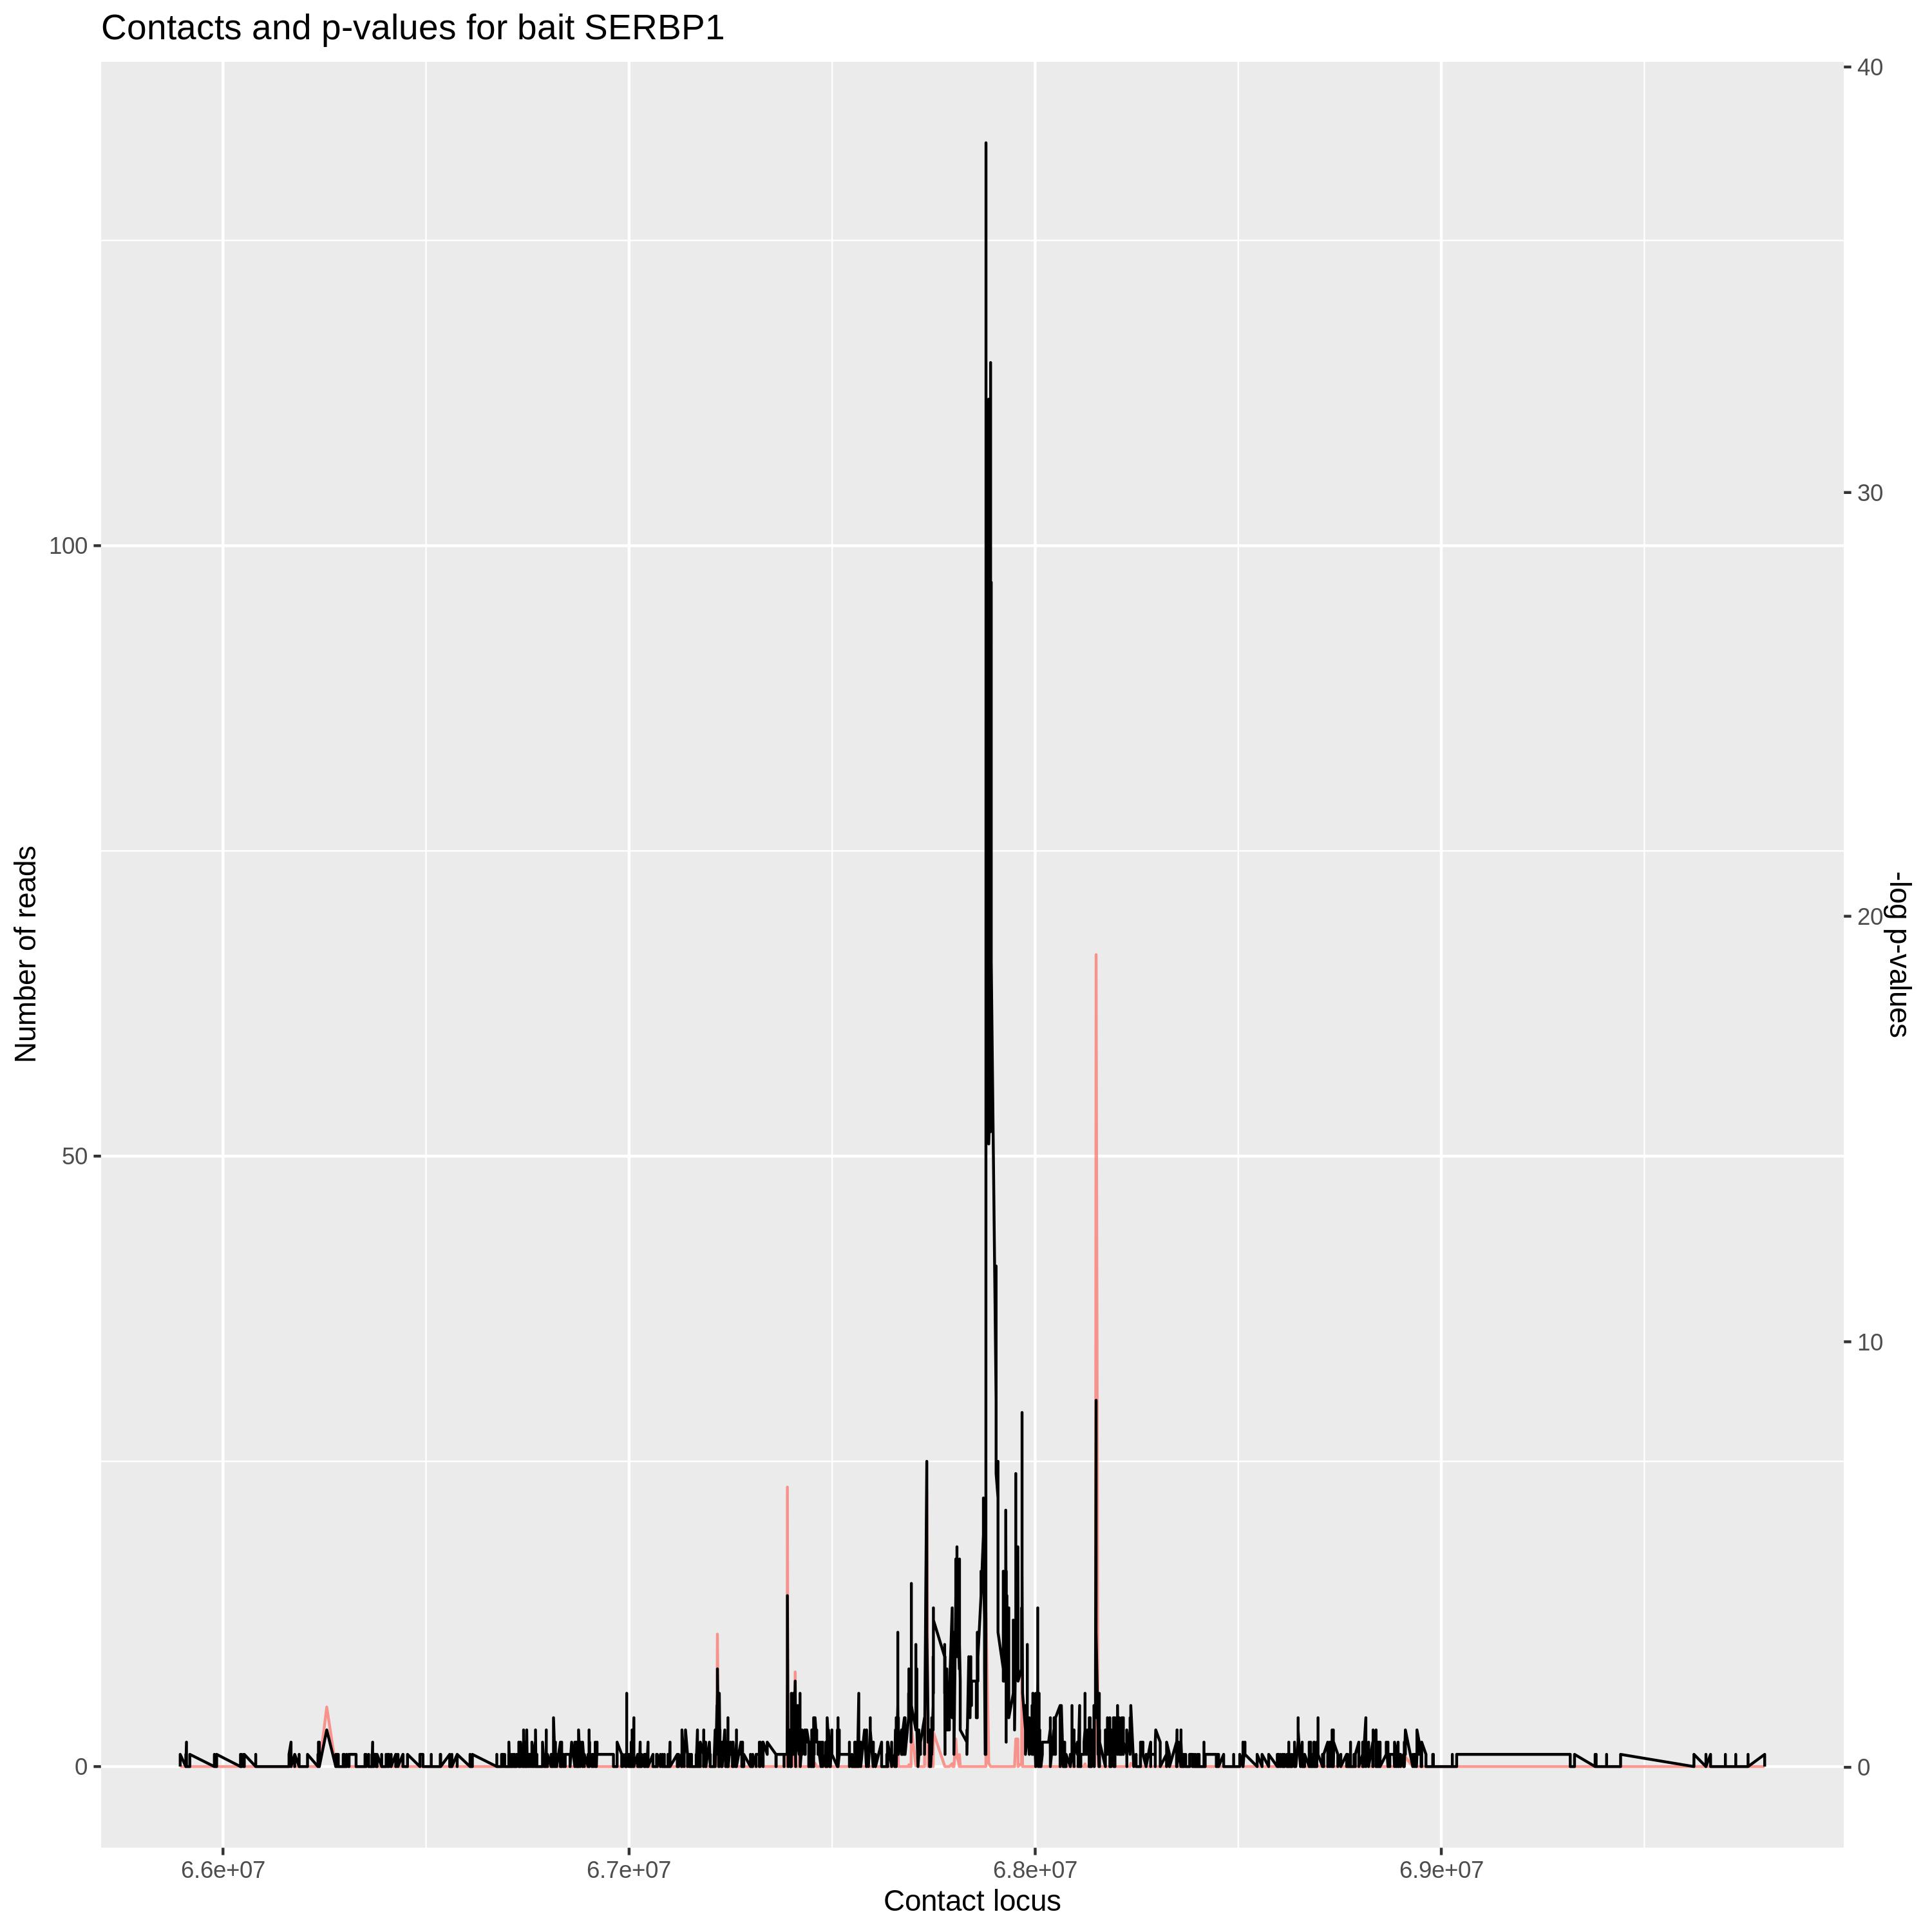 Contacts and p-values for bait SERBP1
40
30
100
20
Number of reads
-log p-values
50
10
0
0
6.6e+07
6.7e+07
6.8e+07
6.9e+07
Contact locus